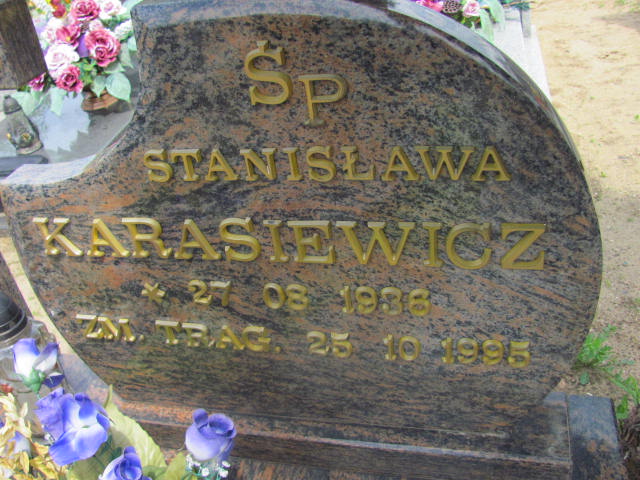 ŚP
STANISŁAWA
KARASIEWICZ
* 27 08 1936
ZM. TRAG. 25 10 1995